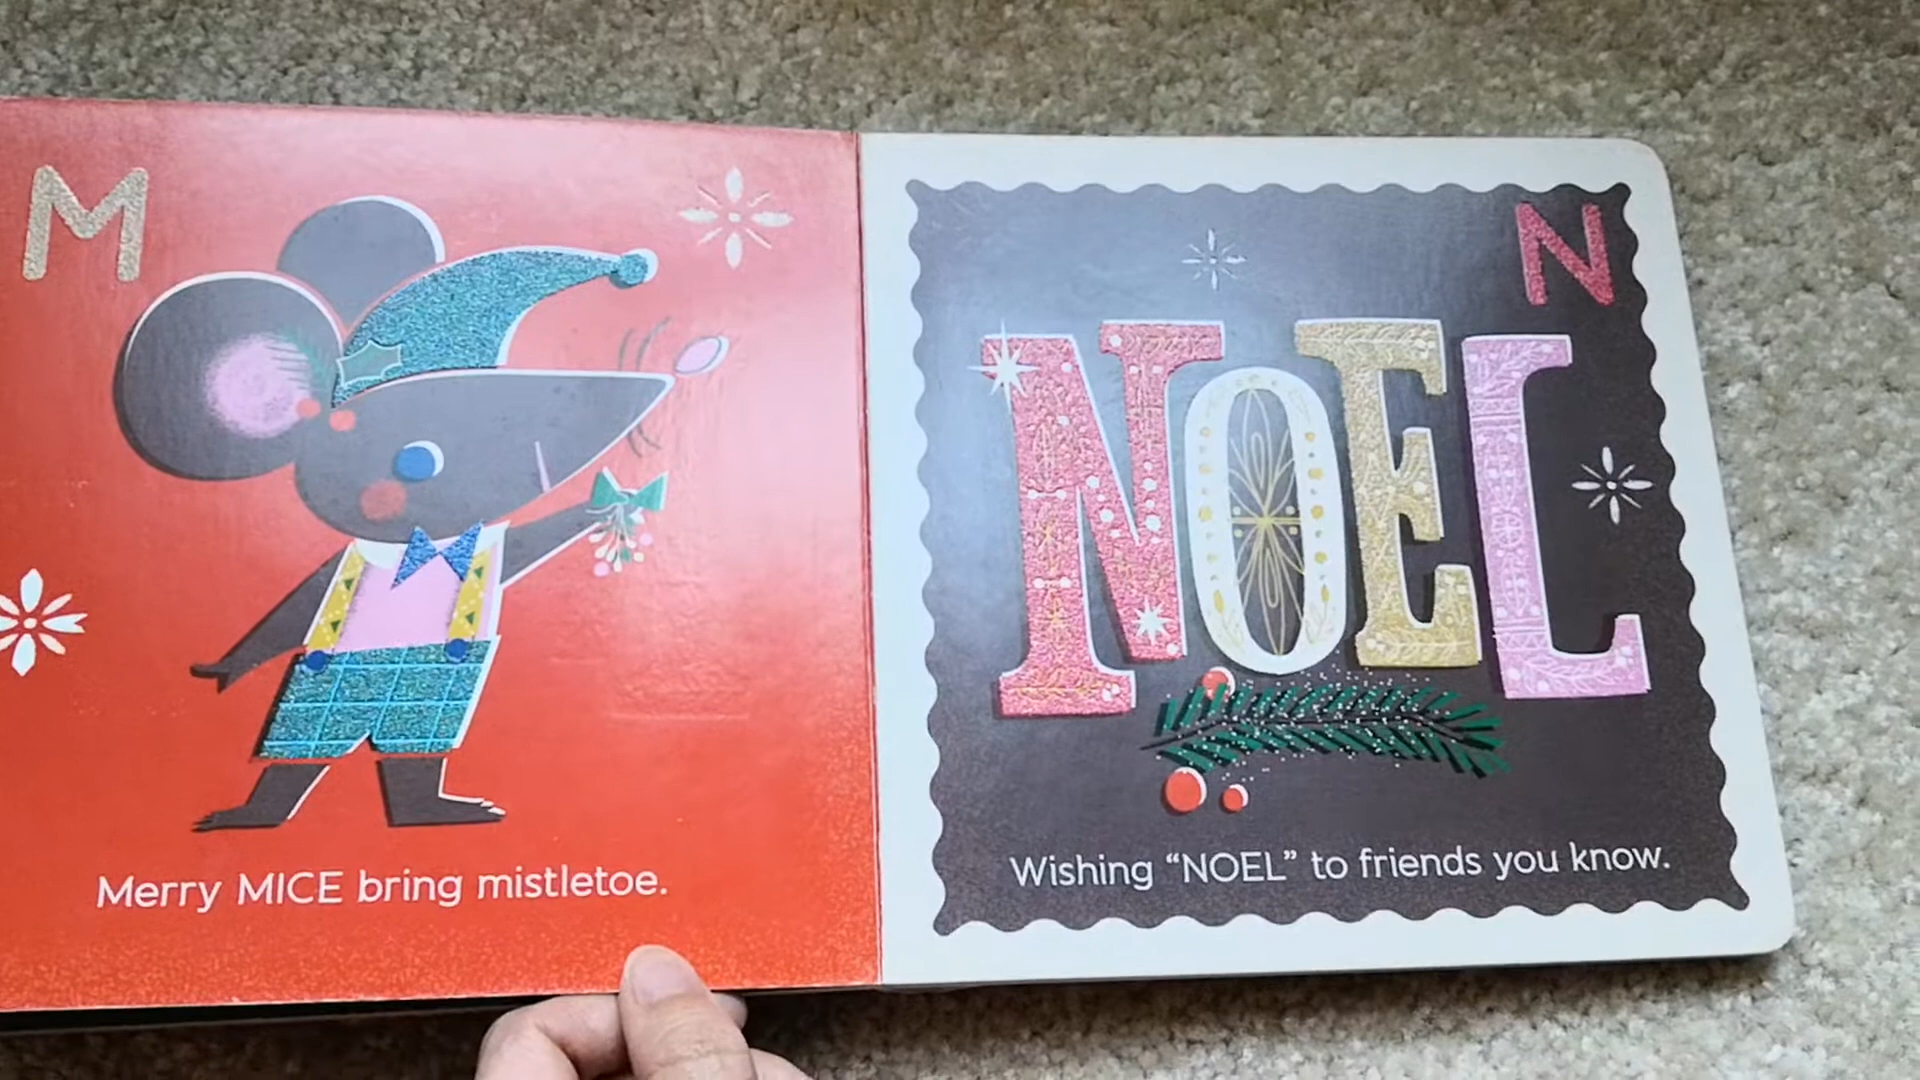 M
Merry MICE bring mistletoe.
N
NOEL
Wishing “NOEL” to friends you know.